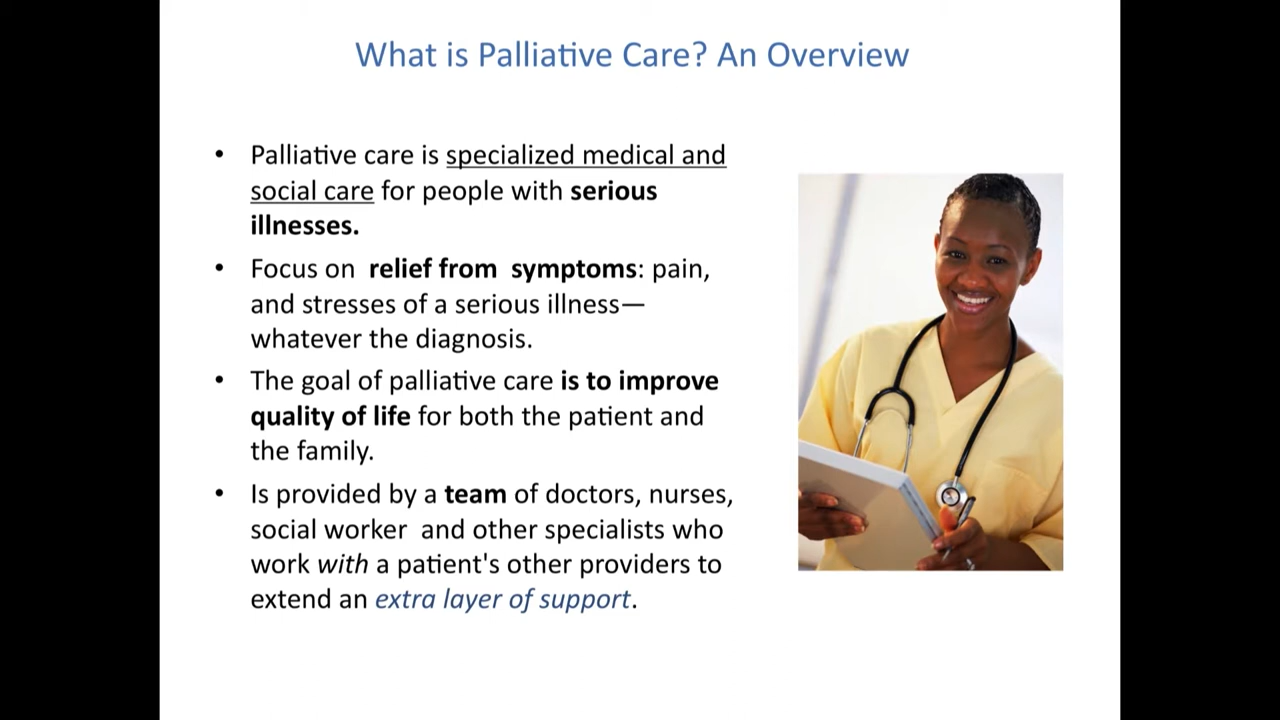 What is Palliative Care? An Overview
• Palliative care is specialized medical and
social care for people with serious
illnesses.
• Focus on  relief from  symptoms: pain,
and stresses of a serious illness—
whatever the diagnosis.
• The goal of palliative care is to improve
quality of life for both the patient and
the family.
• Is provided by a team of doctors, nurses,
social worker  and other specialists who
work with a patient's other providers to
extend an extra layer of support.